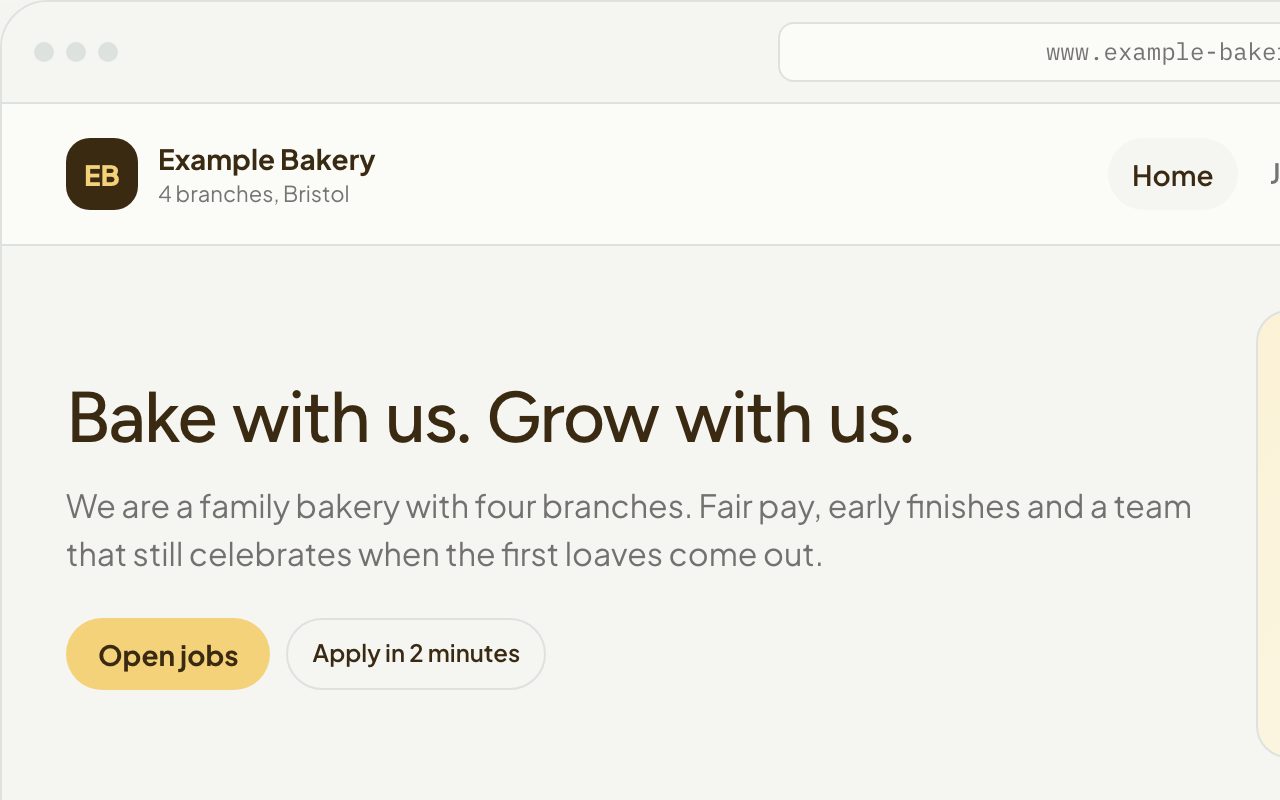 www.example-baker
EB
Example Bakery
4 branches, Bristol
Home
Bake with us. Grow with us.
We are a family bakery with four branches. Fair pay, early finishes and a team
that still celebrates when the first loaves come out.
Open jobs
Apply in 2 minutes